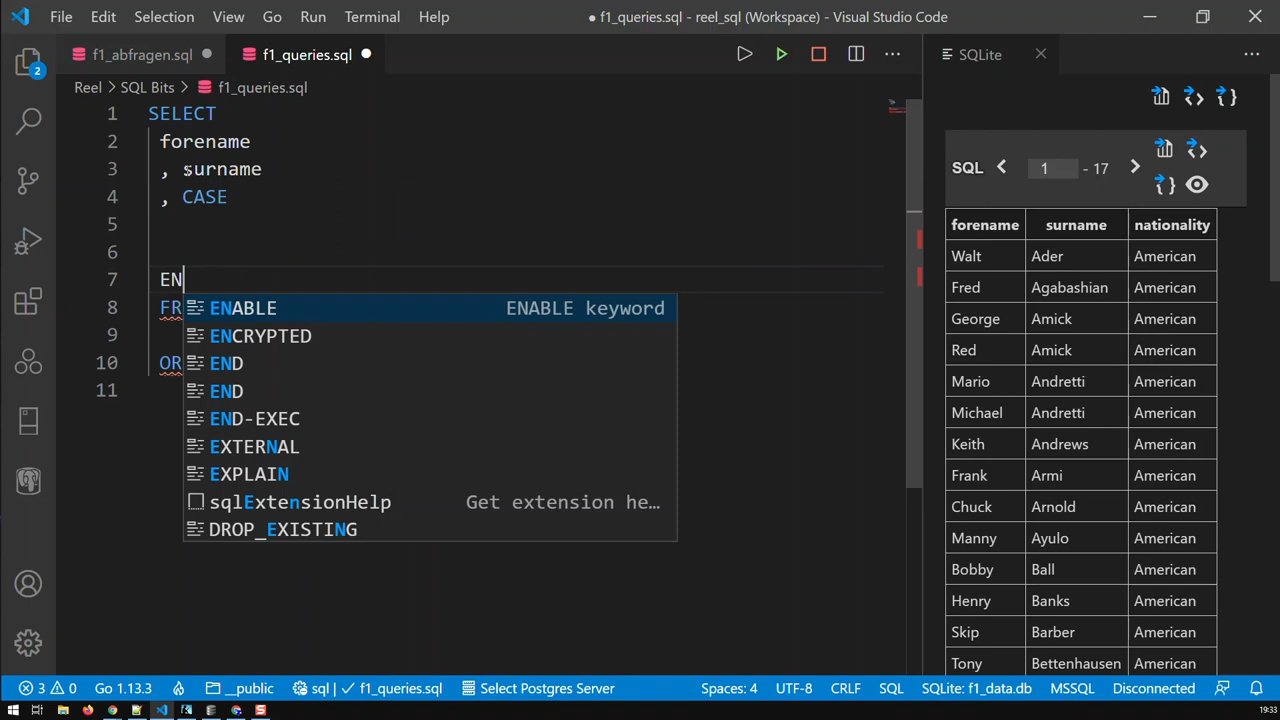 File Edit Selection View Go Run Terminal Help
● f1_queries.sql - reel_sql (Workspace) - Visual Studio Code
f1_abfragen.sql
f1_queries.sql
SQLite
2
Reel > SQL Bits > f1_queries.sql
1 SELECT
2 forename
3 , surname
4 , CASE
5
6
7 EN
8 FR
9
10 OR
11
ENABLE ENABLE keyword
ENCRYPTED
END
END
END-EXEC
EXTERNAL
EXPLAIN
sqlExtensionHelp Get extension he…
DROP_EXISTING
SQL < 1 - 17 >
forename surname nationality
Walt Ader American
Fred Agabashian American
George Amick American
Red Amick American
Mario Andretti American
Michael Andretti American
Keith Andrews American
Frank Armi American
Chuck Arnold American
Manny Ayulo American
Bobby Ball American
Henry Banks American
Skip Barber American
Tony Bettenhausen American
3 0 Go 1.13.3 __public sql | ✓ f1_queries.sql Select Postgres Server Spaces: 4 UTF-8 CRLF SQL SQLite: f1_data.db MSSQL Disconnected
19:33